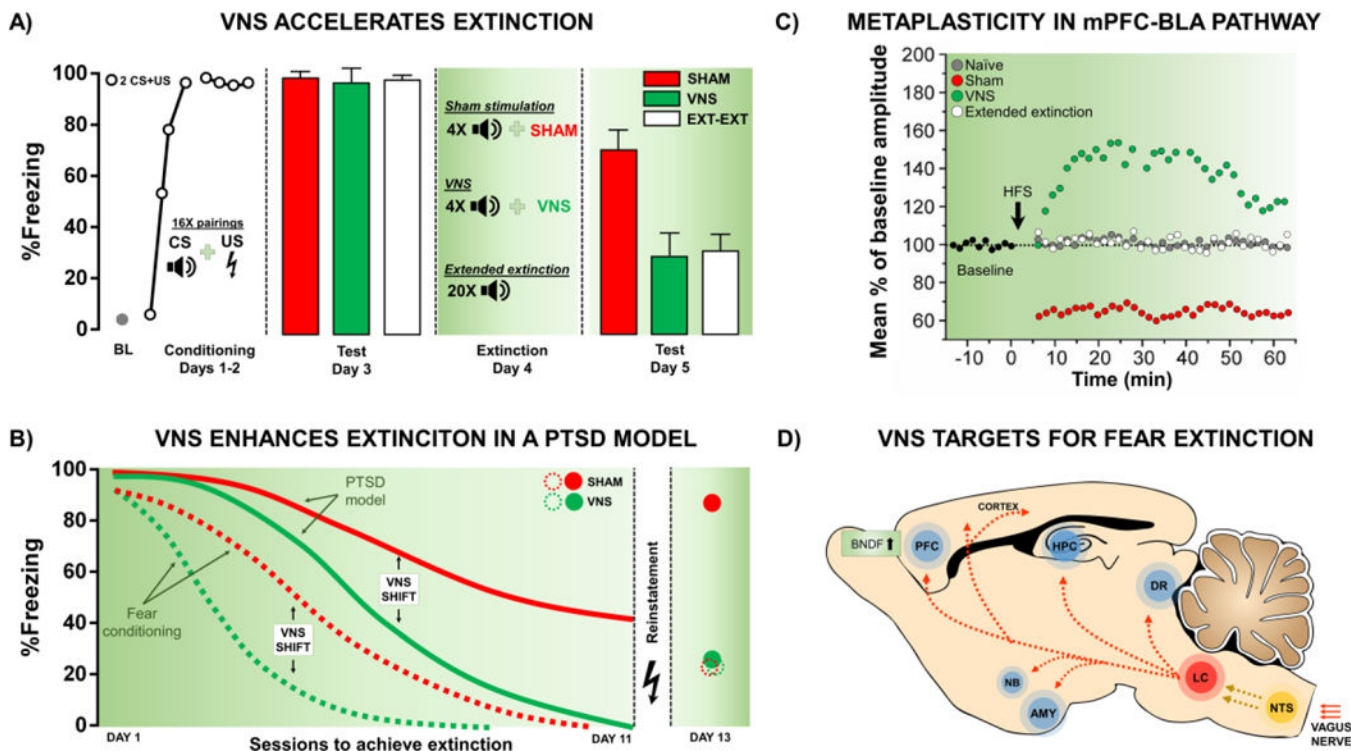 A)
VNS ACCELERATES EXTINCTION
%Freezing
100
80
60
40
20
0
2 CS+US
16X pairings
CS
US
BL
Conditioning
Days 1-2
Test
Day 3
Sham stimulation
4X
SHAM
VNS
4X
VNS
Extended extinction
20X
Extinction
Day 4
SHAM
VNS
EXT-EXT
Test
Day 5
C)
METAPLASTICITY IN mPFC-BLA PATHWAY
Mean % of baseline amplitude
200
180
160
140
120
100
80
60
Naïve
Sham
VNS
Extended extinction
HFS
Baseline
-10
0
10
20
30
40
50
60
Time (min)
B)
VNS ENHANCES EXTINCITON IN A PTSD MODEL
%Freezing
100
80
60
40
20
0
PTSD
model
SHAM
VNS
Fear
conditioning
VNS
SHIFT
VNS
SHIFT
Reinstatement
DAY 1
Sessions to achieve extinction
DAY 11
DAY 13
D)
VNS TARGETS FOR FEAR EXTINCTION
CORTEX
BNDF
PFC
HPC
DR
NB
AMY
LC
NTS
VAGUS
NERVE